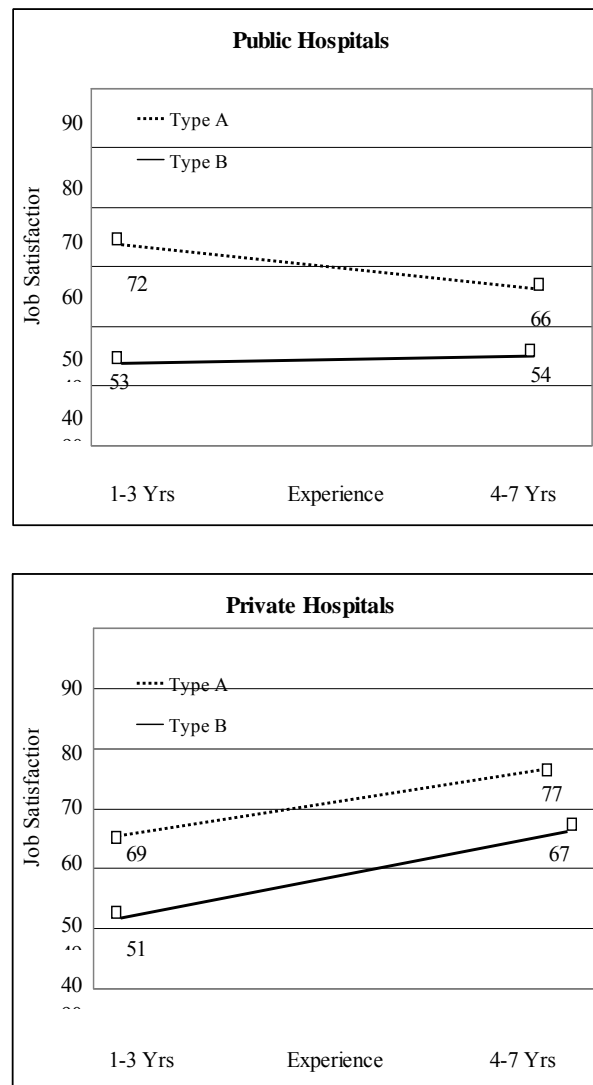 Public Hospitals
90
Type A
Type B
80
Job Satisfaction
70
72
60
66
50
53
54
40
1-3 Yrs Experience 4-7 Yrs
Private Hospitals
90
Type A
Type B
80
Job Satisfaction
70
77
69
67
60
50
51
40
1-3 Yrs Experience 4-7 Yrs